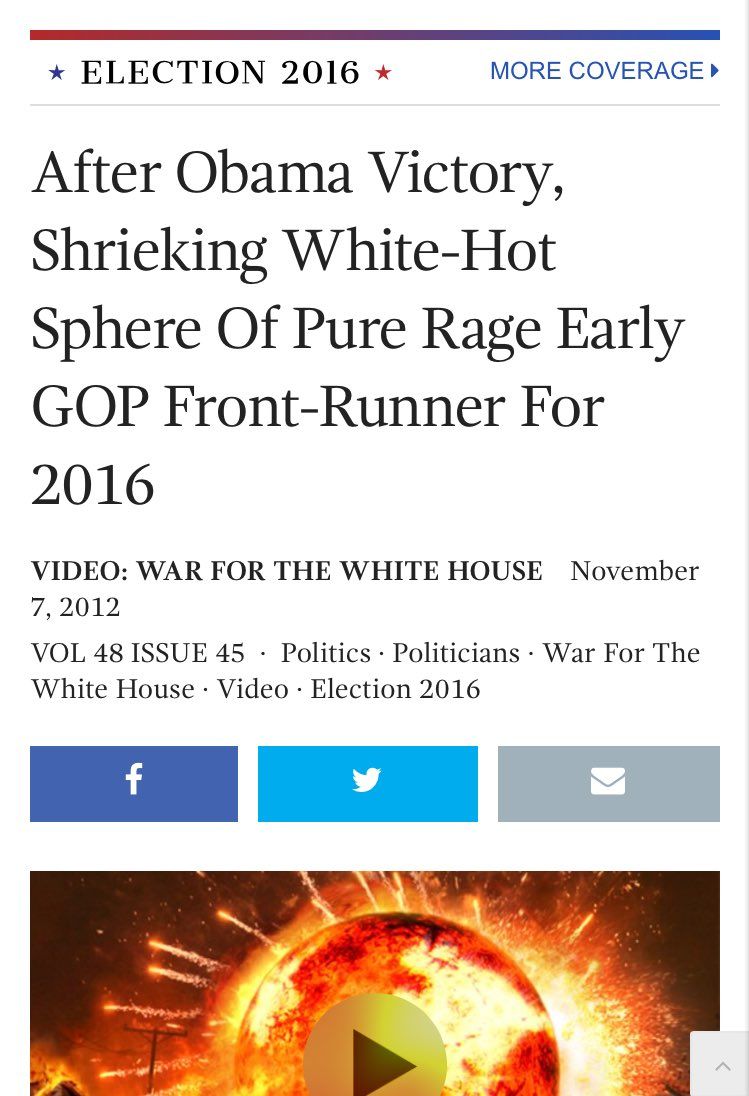 ★ ELECTION 2016 ★ MORE COVERAGE
After Obama Victory,
Shrieking White-Hot
Sphere Of Pure Rage Early
GOP Front-Runner For
2016
VIDEO: WAR FOR THE WHITE HOUSE November
7, 2012
VOL 48 ISSUE 45 · Politics · Politicians · War For The
White House · Video · Election 2016